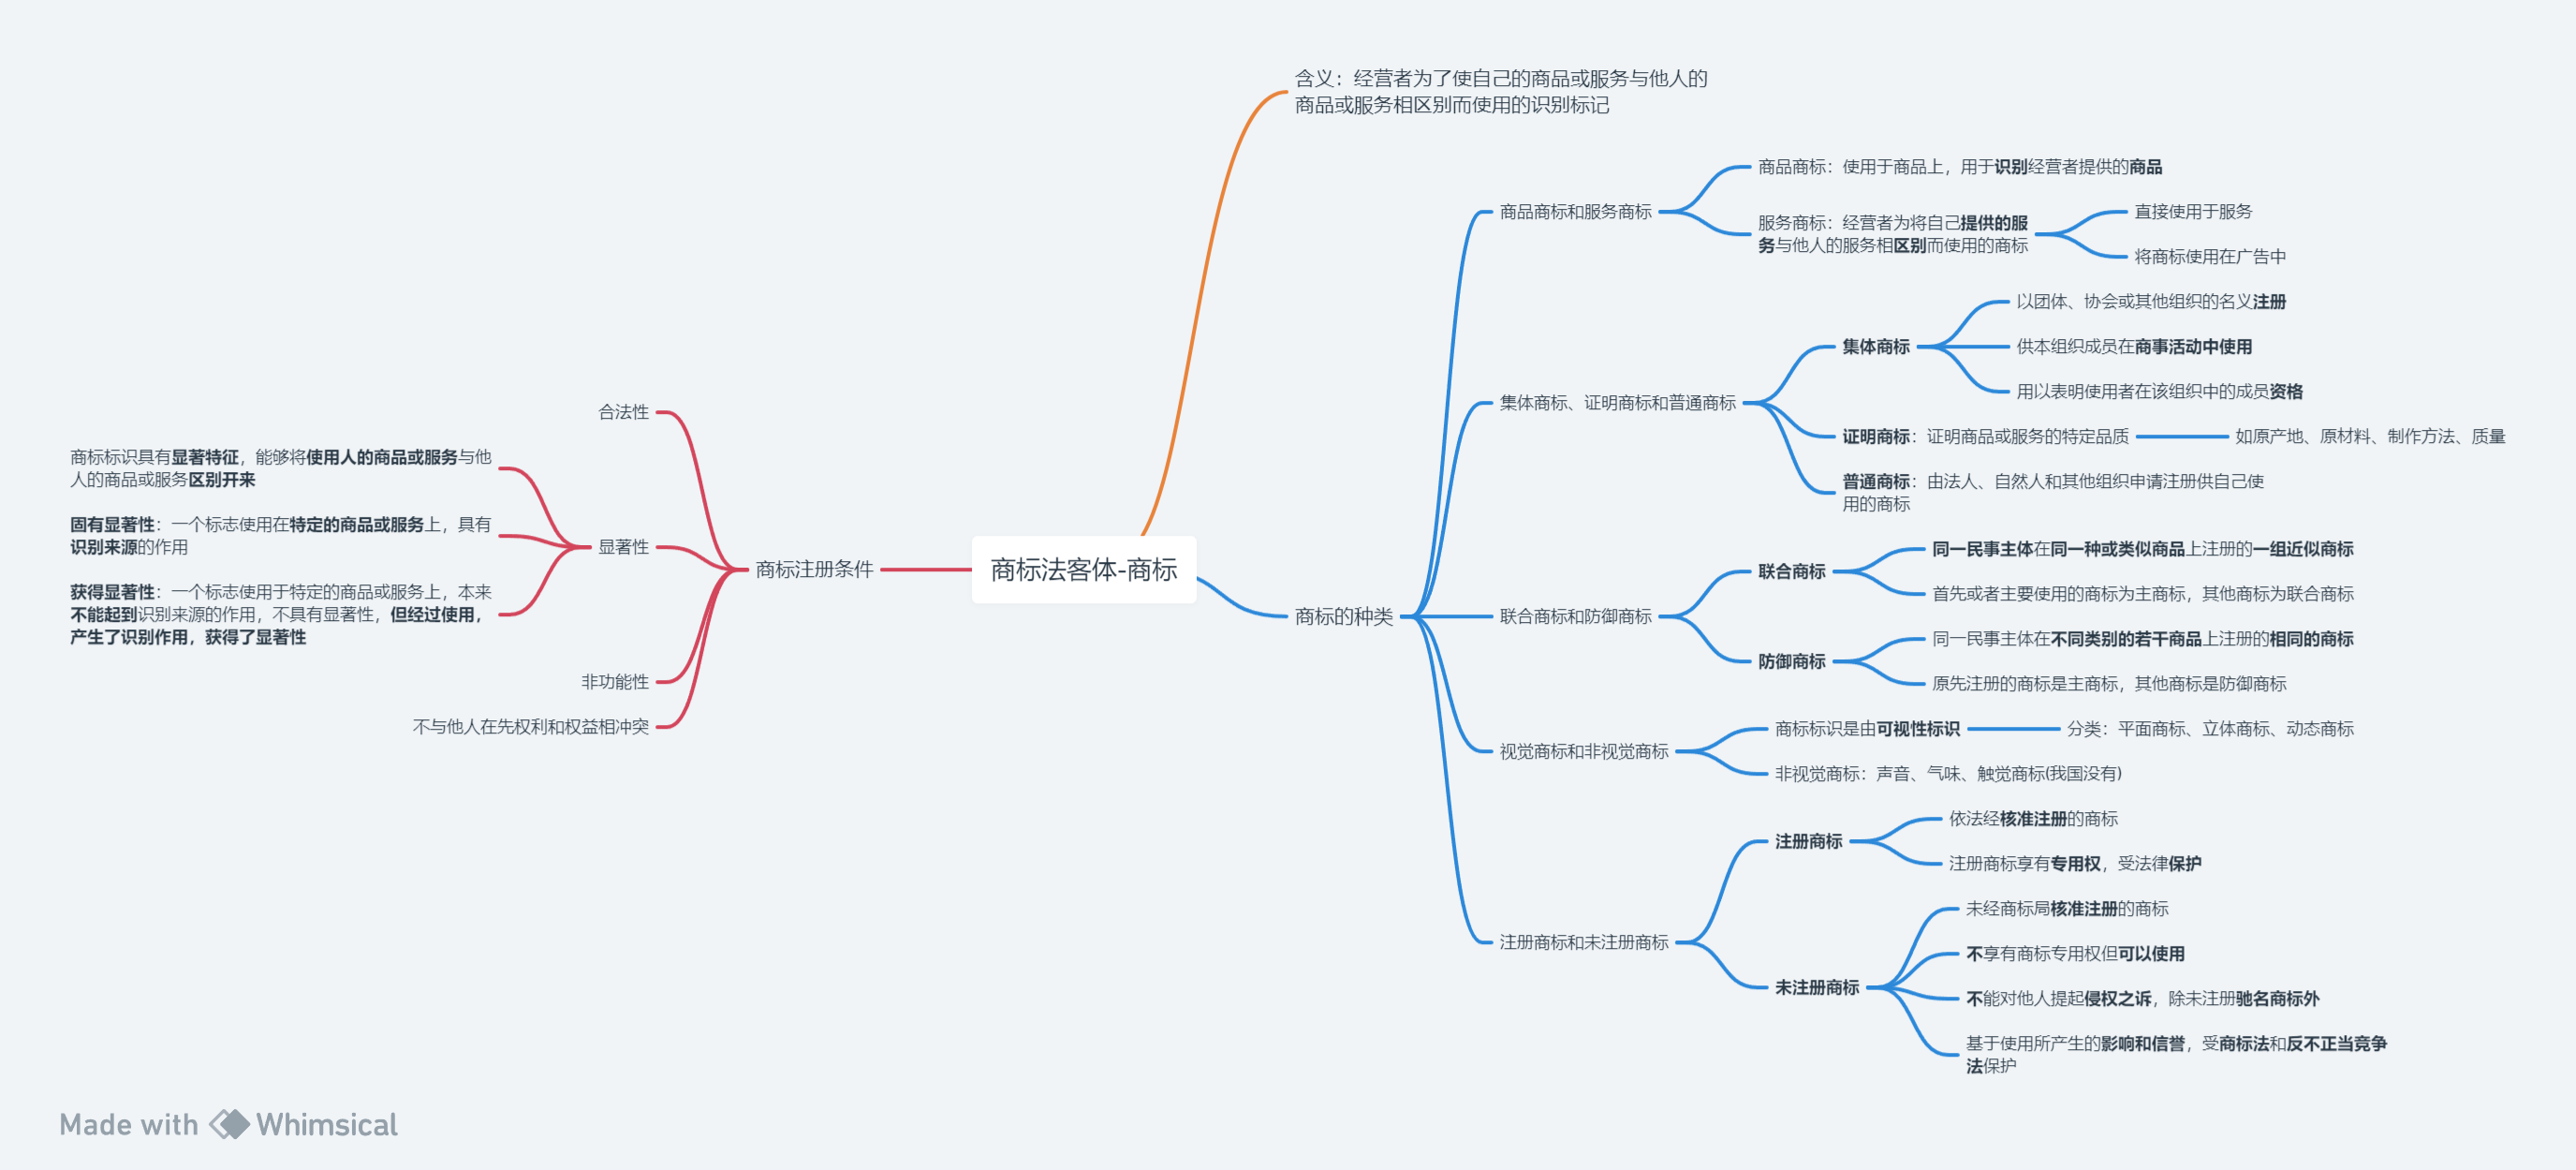 含义：经营者为了使自己的商品或服务与他人的
商品或服务相区别而使用的识别标记
商品商标：使用于商品上，用于识别经营者提供的商品
商品商标和服务商标
服务商标：经营者为将自己提供的服
务与他人的服务相区别而使用的商标
直接使用于服务
将商标使用在广告中
以团体、协会或其他组织的名义注册
集体商标
供本组织成员在商事活动中使用
用以表明使用者在该组织中的成员资格
集体商标、证明商标和普通商标
证明商标：证明商品或服务的特定品质
如原产地、原材料、制作方法、质量
普通商标：由法人、自然人和其他组织申请注册供自己使
用的商标
合法性
商标标识具有显著特征，能够将使用人的商品或服务与他
人的商品或服务区别开来
固有显著性：一个标志使用在特定的商品或服务上，具有
识别来源的作用
显著性
获得显著性：一个标志使用于特定的商品或服务上，本来
不能起到识别来源的作用，不具有显著性，但经过使用，
产生了识别作用，获得了显著性
非功能性
不与他人在先权利和权益相冲突
商标注册条件
商标法客体-商标
商标的种类
联合商标和防御商标
联合商标
同一民事主体在同一种或类似商品上注册的一组近似商标
首先或者主要使用的商标为主商标，其他商标为联合商标
防御商标
同一民事主体在不同类别的若干商品上注册的相同的商标
原先注册的商标是主商标，其他商标是防御商标
视觉商标和非视觉商标
商标标识是由可视性标识
分类：平面商标、立体商标、动态商标
非视觉商标：声音、气味、触觉商标(我国没有)
注册商标和未注册商标
注册商标
依法经核准注册的商标
注册商标享有专用权，受法律保护
未注册商标
未经商标局核准注册的商标
不享有商标专用权但可以使用
不能对他人提起侵权之诉，除未注册驰名商标外
基于使用所产生的影响和信誉，受商标法和反不正当竞争
法保护
Made with Whimsical